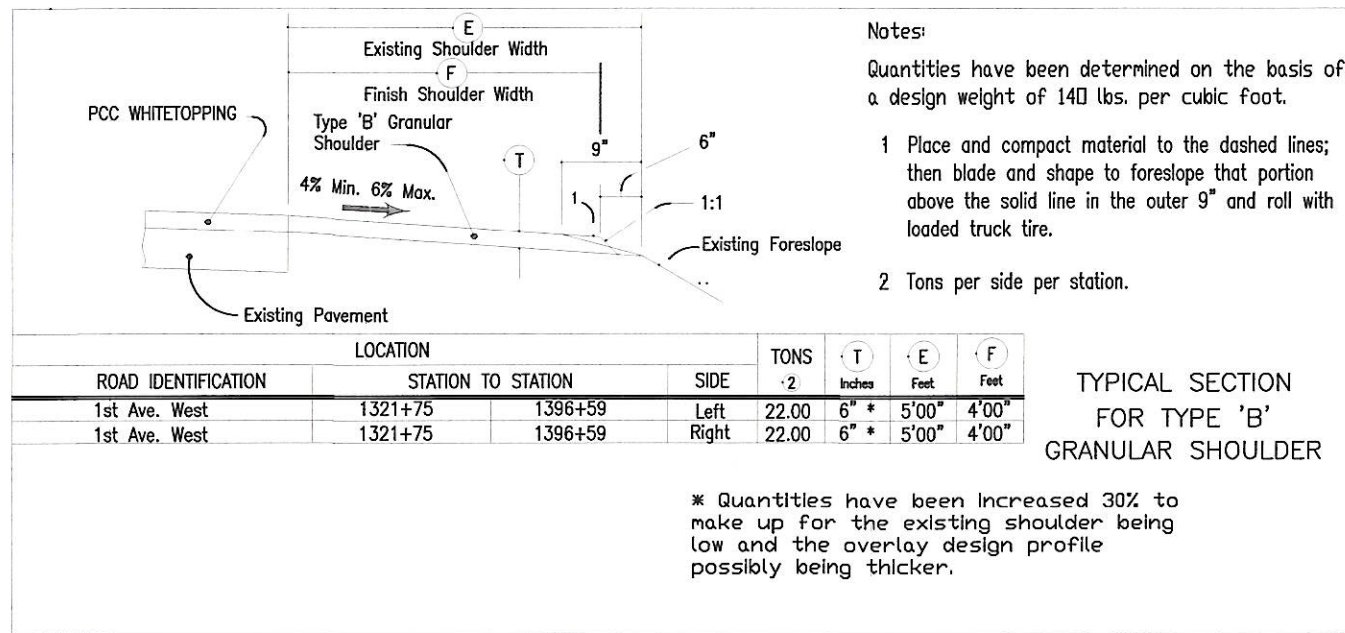 E
Existing Shoulder Width
F
Finish Shoulder Width
PCC WHITETOPPING
Type 'B' Granular
Shoulder
T
9"
6"
4% Min. 6% Max.
1
1:1
Existing Foreslope
Existing Pavement
Notes:
Quantities have been determined on the basis of
a design weight of 140 lbs. per cubic foot.
1 Place and compact material to the dashed lines;
then blade and shape to foreslope that portion
above the solid line in the outer 9" and roll with
loaded truck tire.
2 Tons per side per station.
LOCATION TONS T E F
ROAD IDENTIFICATION STATION TO STATION SIDE 2 Inches Feet Feet
1st Ave. West 1321+75 1396+59 Left 22.00 6" * 5'00" 4'00"
1st Ave. West 1321+75 1396+59 Right 22.00 6" * 5'00" 4'00"
TYPICAL SECTION
FOR TYPE 'B'
GRANULAR SHOULDER
* Quantities have been increased 30% to
make up for the existing shoulder being
low and the overlay design profile
possibly being thicker.